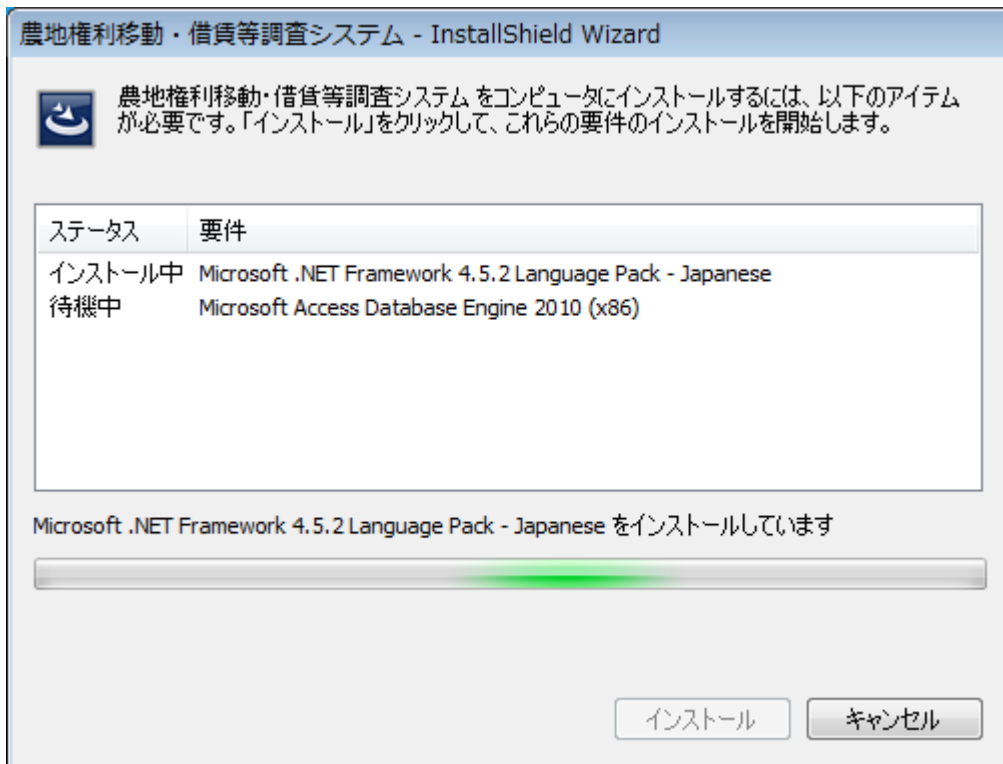 農地権利移動・借賃等調査システム - InstallShield Wizard
農地権利移動・借賃等調査システム をコンピュータにインストールするには、以下のアイテム
が必要です。「インストール」をクリックして、これらの要件のインストールを開始します。
ステータス 要件
インストール中 Microsoft .NET Framework 4.5.2 Language Pack - Japanese
待機中 Microsoft Access Database Engine 2010 (x86)
Microsoft .NET Framework 4.5.2 Language Pack - Japanese をインストールしています
インストール キャンセル